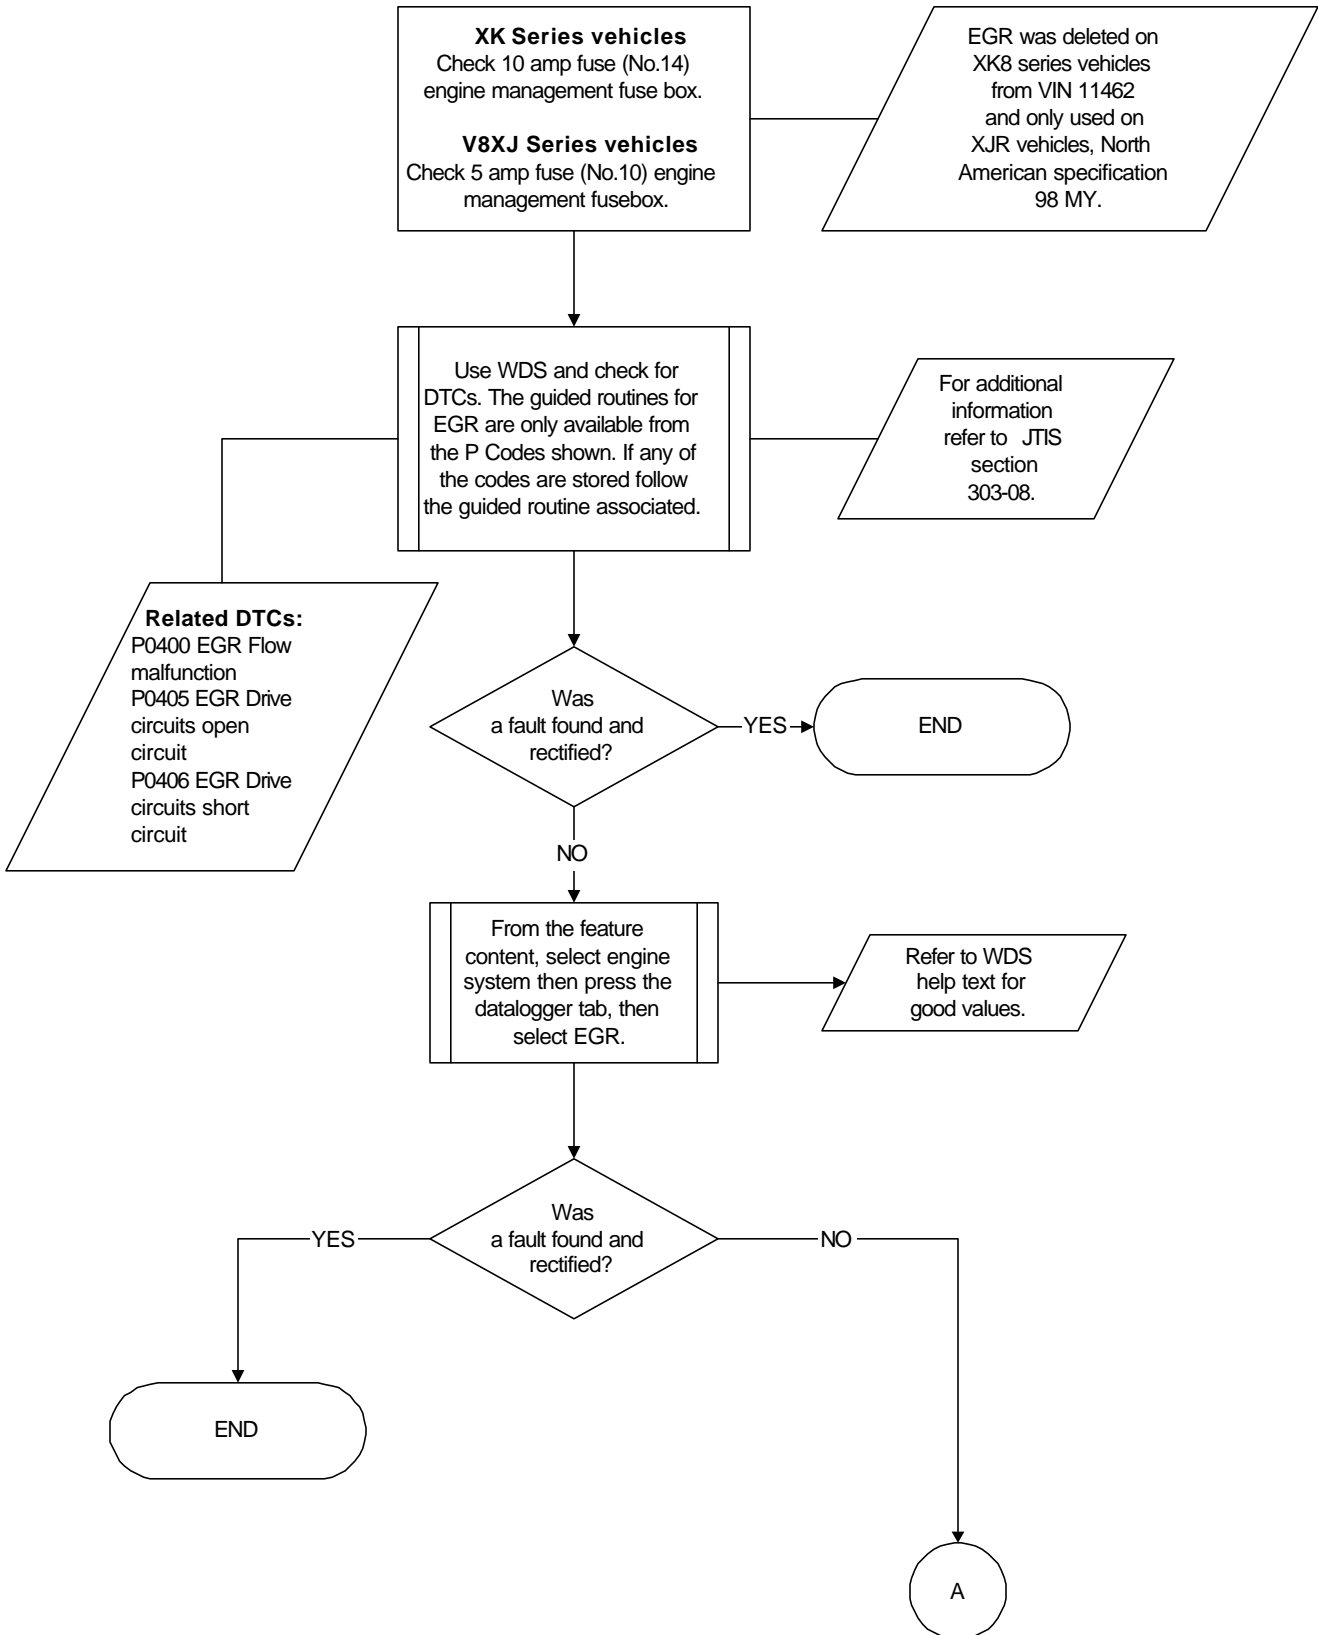 XK Series vehicles
Check 10 amp fuse (No.14)
engine management fuse box.
V8XJ Series vehicles
Check 5 amp fuse (No.10) engine
management fusebox.
EGR was deleted on
XK8 series vehicles
from VIN 11462
and only used on
XJR vehicles, North
American specification
98 MY.
Use WDS and check for
DTCs. The guided routines for
EGR are only available from
the P Codes shown. If any of
the codes are stored follow
the guided routine associated.
For additional
information
refer to JTIS
section
303-08.
Related DTCs:
P0400 EGR Flow
malfunction
P0405 EGR Drive
circuits open
circuit
P0406 EGR Drive
circuits short
circuit
Was
a fault found and
rectified?
YES
END
NO
From the feature
content, select engine
system then press the
datalogger tab, then
select EGR.
Refer to WDS
help text for
good values.
Was
a fault found and
rectified?
YES
NO
END
A